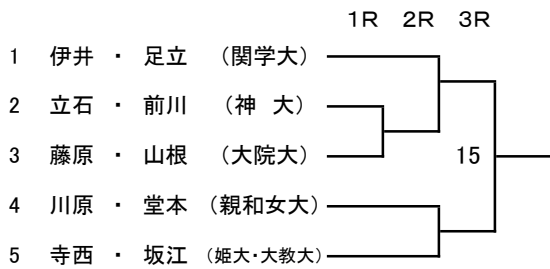 1R 2R 3R
1 伊井 ・ 足立 (関学大)
2 立石 ・ 前川 (神 大)
3 藤原 ・ 山根 (大院大) 15
4 川原 ・ 堂本 (親和女大)
5 寺西 ・ 坂江 (姫大・大教大)